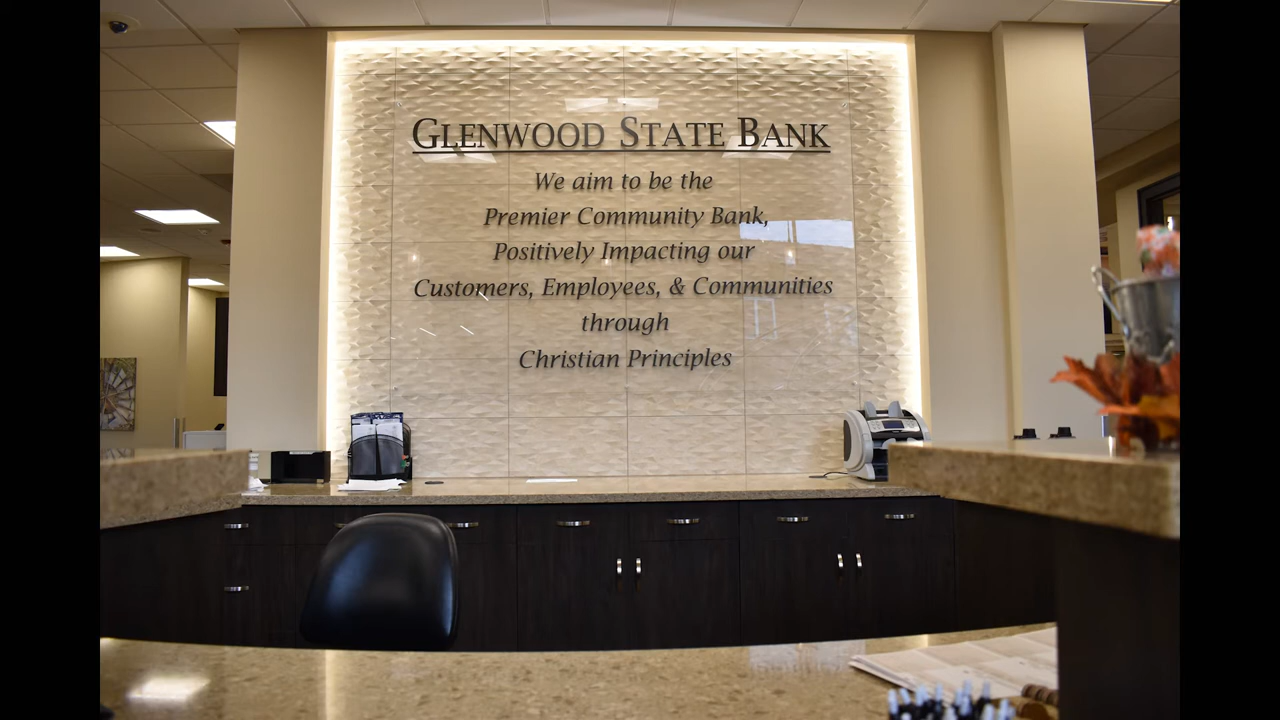 GLENWOOD STATE BANK
We aim to be the
Premier Community Bank,
Positively Impacting our
Customers, Employees, & Communities
through
Christian Principles